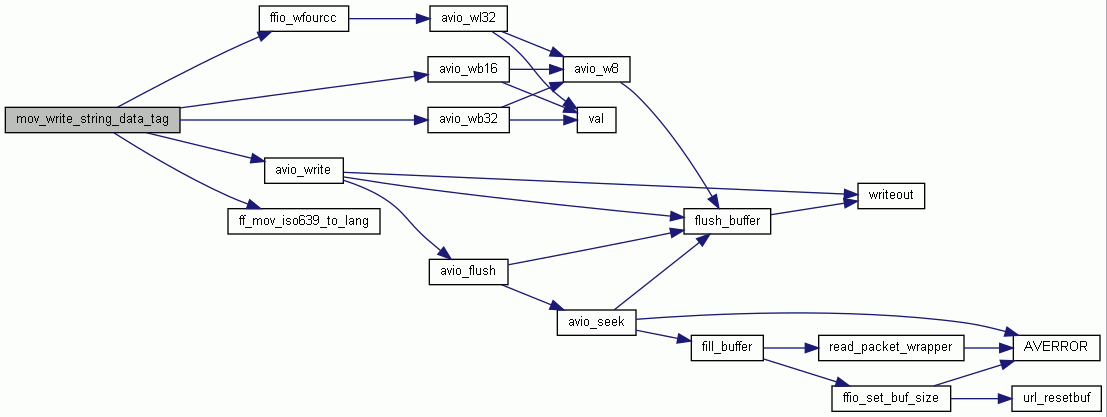 ffio_wfourcc
avio_wl32
avio_wb16
avio_w8
mov_write_string_data_tag
avio_wb32
val
avio_write
writeout
ff_mov_iso639_to_lang
flush_buffer
avio_flush
avio_seek
fill_buffer
read_packet_wrapper
AVERROR
ffio_set_buf_size
url_resetbuf